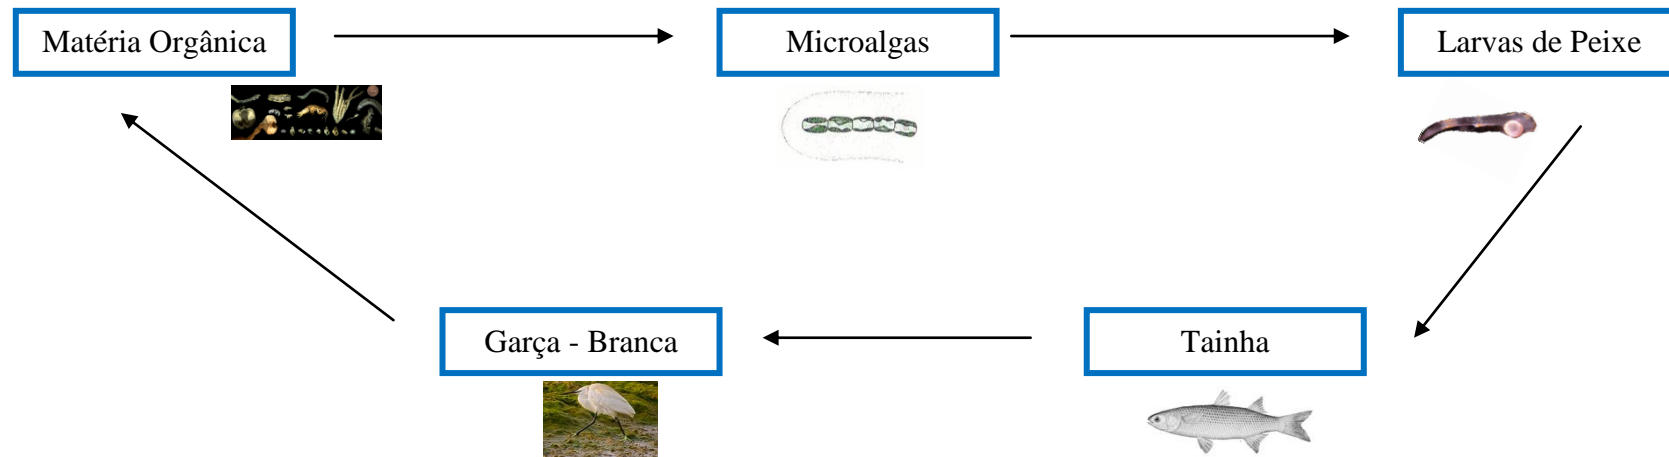 Matéria Orgânica
Microalgas
Larvas de Peixe
Garça - Branca
Tainha